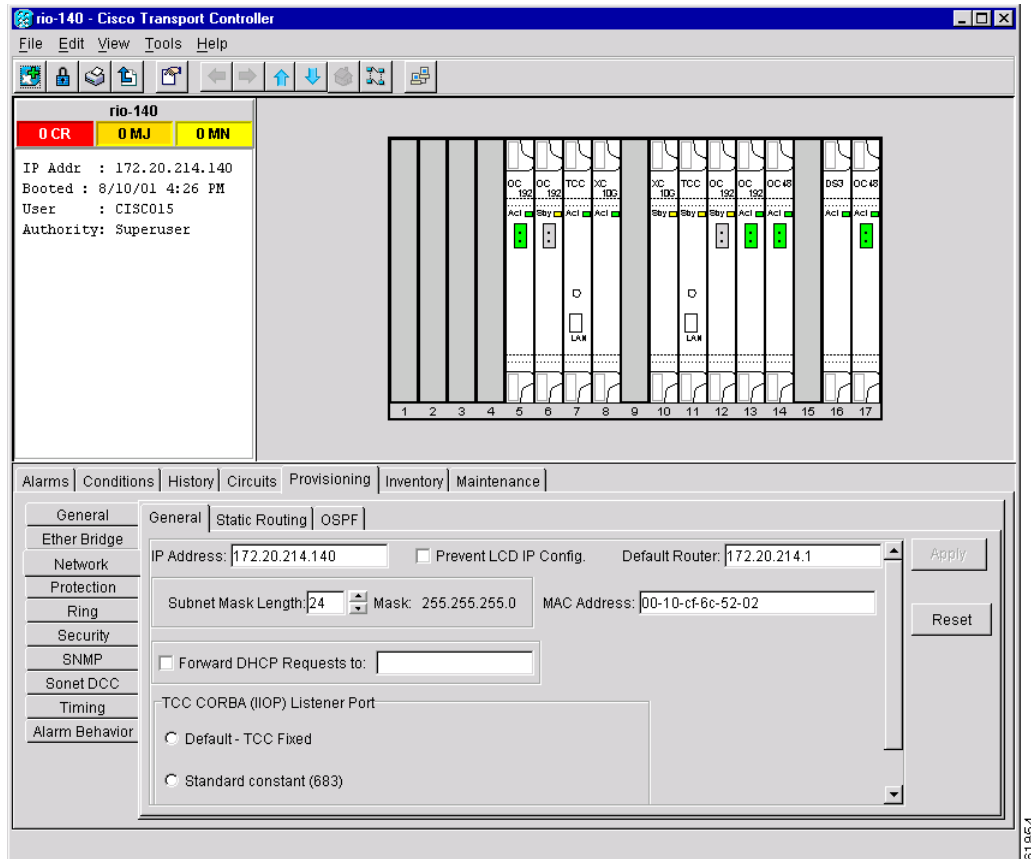 rio-140 - Cisco Transport Controller
File Edit View Tools Help
rio-140
0 CR 0 MJ 0 MN
IP Addr : 172.20.214.140
Booted : 8/10/01 4:26 PM
User : CISCO15
Authority: Superuser
OC 192 OC 192 TCC XC 10G XC 10G TCC OC 192 OC 192 OC48 DS3 OC48
Act Sby Act Act Sby Sby Sby Act Act Act Act
LAN LAN
1 2 3 4 5 6 7 8 9 10 11 12 13 14 15 16 17
Alarms Conditions History Circuits Provisioning Inventory Maintenance
General
Ether Bridge
Network
Protection
Ring
Security
SNMP
Sonet DCC
Timing
Alarm Behavior
General Static Routing OSPF
IP Address: 172.20.214.140 Prevent LCD IP Config. Default Router: 172.20.214.1
Subnet Mask Length: 24 Mask: 255.255.255.0 MAC Address: 00-10-cf-6c-52-02
Forward DHCP Requests to:
TCC CORBA (IIOP) Listener Port
Default - TCC Fixed
Standard constant (683)
Apply
Reset
61964